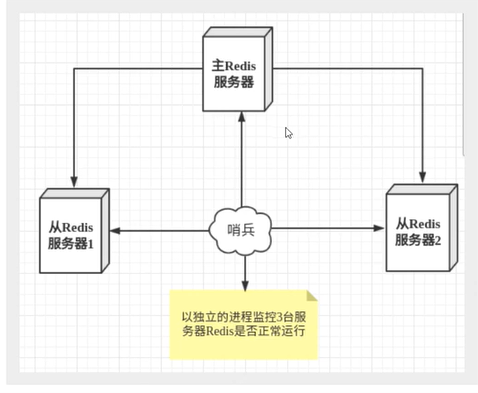 主Redis
服务器
从Redis
服务器1
哨兵
从Redis
服务器2
以独立的进程监控3台服
务器Redis是否正常运行